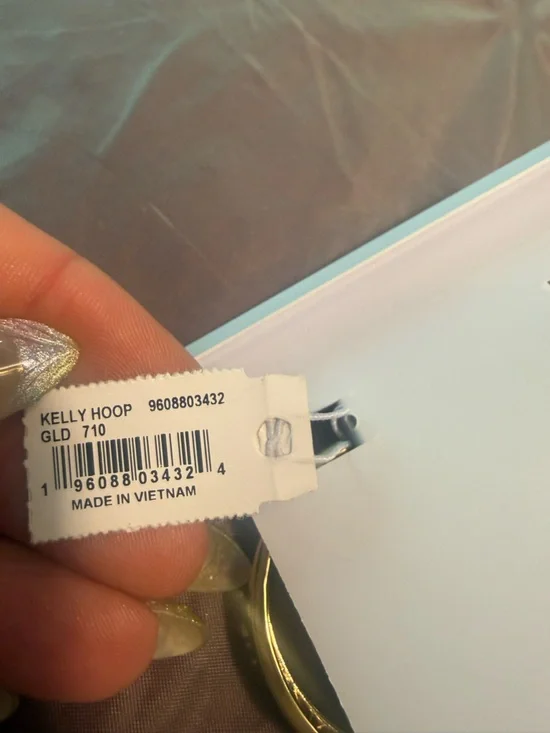 KELLY HOOP 9608803432
GLD 710
1 96088 03432 4
MADE IN VIETNAM